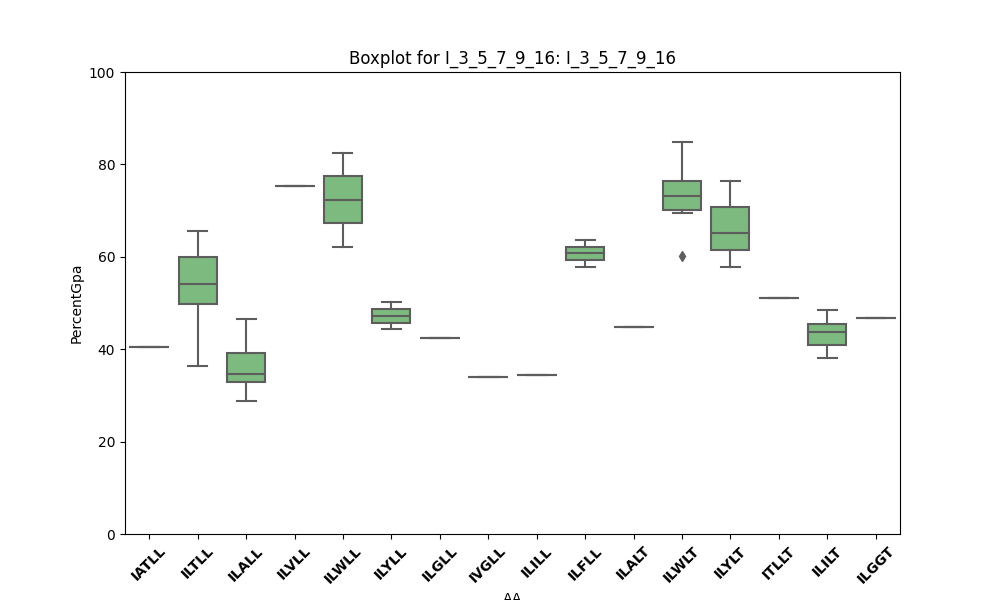 Boxplot for I_3_5_7_9_16: I_3_5_7_9_16
100
80
60
40
20
0
PercentGpa
IATLL
ILTLL
ILALL
ILVLL
ILWLL
ILYLL
ILGLL
IVGLL
ILILL
ILFLL
ILALT
ILWLT
ILYLT
ITLLT
ILILT
ILGGT
AA